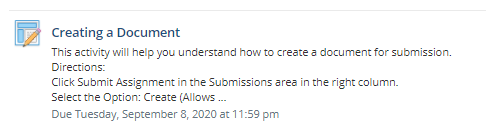 Creating a Document
This activity will help you understand how to create a document for submission.
Directions:
Click Submit Assignment in the Submissions area in the right column.
Select the Option: Create (Allows ...
Due Tuesday, September 8, 2020 at 11:59 pm